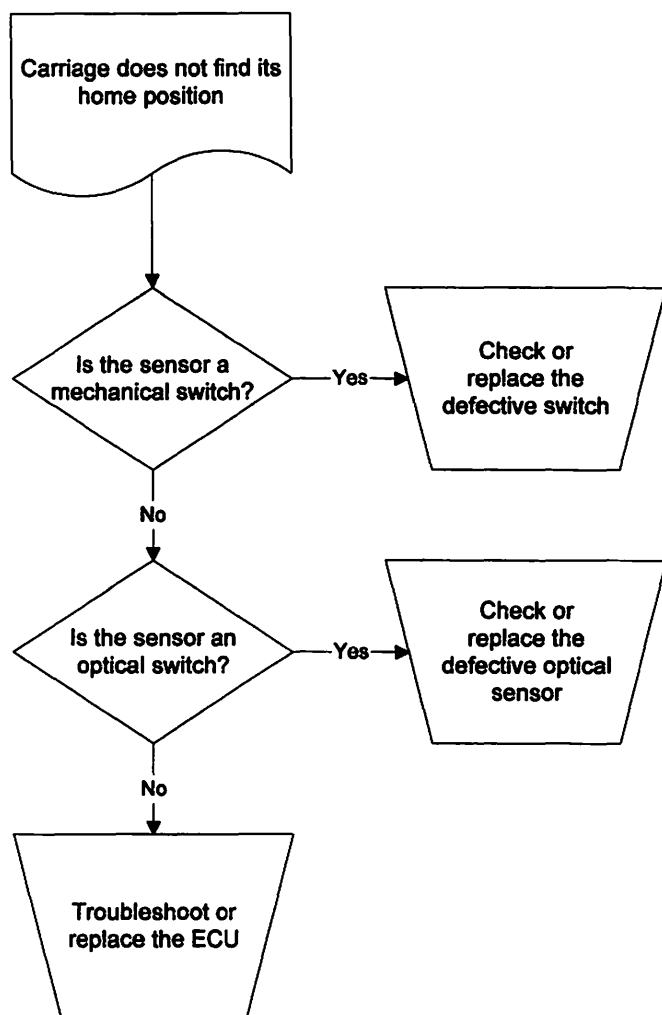 Carriage does not find its
home position
Is the sensor a
mechanical switch?
Yes
Check or
replace the
defective switch
No
Is the sensor an
optical switch?
Yes
Check or
replace the
defective optical
sensor
No
Troubleshoot or
replace the ECU